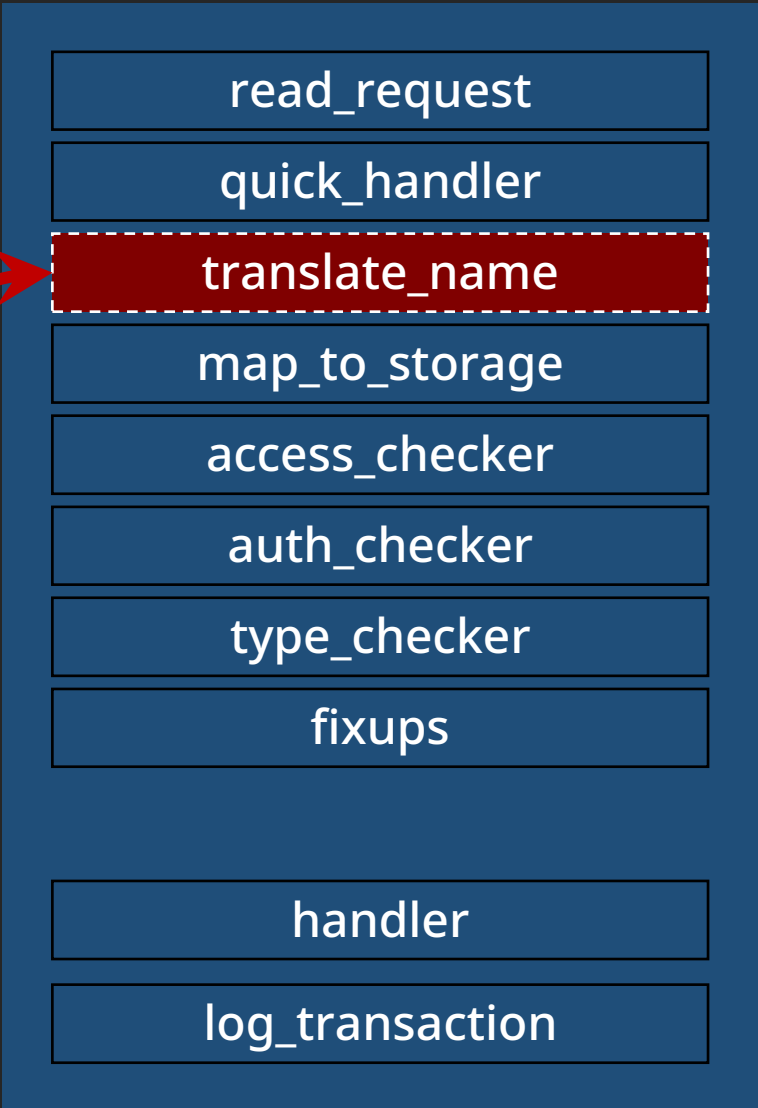 read_request
quick_handler
translate_name
map_to_storage
access_checker
auth_checker
type_checker
fixups
handler
log_transaction